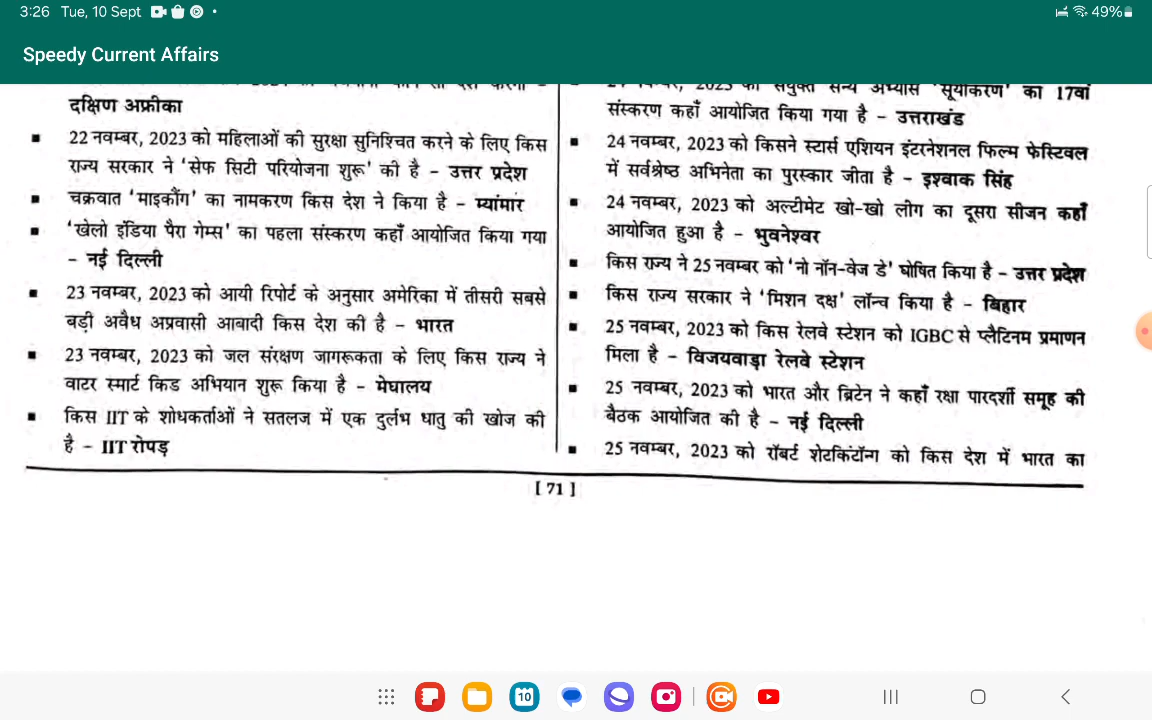 3:26 Tue, 10 Sept
49%
Speedy Current Affairs
दक्षिण अफ्रीका
▪ 22 नवम्बर, 2023 को महिलाओं की सुरक्षा सुनिश्चित करने के लिए किस
राज्य सरकार ने 'सेफ सिटी परियोजना शुरू' की है – उत्तर प्रदेश
▪ चक्रवात 'माइकौंग' का नामकरण किस देश ने किया है – म्यांमार
▪ 'खेलो इंडिया पैरा गेम्स' का पहला संस्करण कहाँ आयोजित किया गया
– नई दिल्ली
▪ 23 नवम्बर, 2023 को आयी रिपोर्ट के अनुसार अमेरिका में तीसरी सबसे
बड़ी अवैध अप्रवासी आबादी किस देश की है – भारत
▪ 23 नवम्बर, 2023 को जल संरक्षण जागरूकता के लिए किस राज्य ने
वाटर स्मार्ट किड अभियान शुरू किया है – मेघालय
▪ किस IIT के शोधकर्ताओं ने सतलज में एक दुर्लभ धातु की खोज की
है – IIT रोपड़
2023 को संयुक्त सैन्य अभ्यास 'सूर्यकिरण' का 17वां
संस्करण कहाँ आयोजित किया गया है – उत्तराखंड
▪ 24 नवम्बर, 2023 को किसने स्टार्स एशियन इंटरनेशनल फिल्म फेस्टिवल
में सर्वश्रेष्ठ अभिनेता का पुरस्कार जीता है – इश्वाक सिंह
▪ 24 नवम्बर, 2023 को अल्टीमेट खो-खो लीग का दूसरा सीजन कहाँ
आयोजित हुआ है – भुवनेश्वर
▪ किस राज्य ने 25 नवम्बर को 'नो नॉन-वेज डे' घोषित किया है – उत्तर प्रदेश
▪ किस राज्य सरकार ने 'मिशन दक्ष' लॉन्च किया है – बिहार
▪ 25 नवम्बर, 2023 को किस रेलवे स्टेशन को IGBC से प्लैटिनम प्रमाणन
मिला है – विजयवाड़ा रेलवे स्टेशन
▪ 25 नवम्बर, 2023 को भारत और ब्रिटेन ने कहाँ रक्षा पारदर्शी समूह की
बैठक आयोजित की है – नई दिल्ली
▪ 25 नवम्बर, 2023 को रॉबर्ट शेटकिंटॉन्ग को किस देश में भारत का
[ 71 ]
10